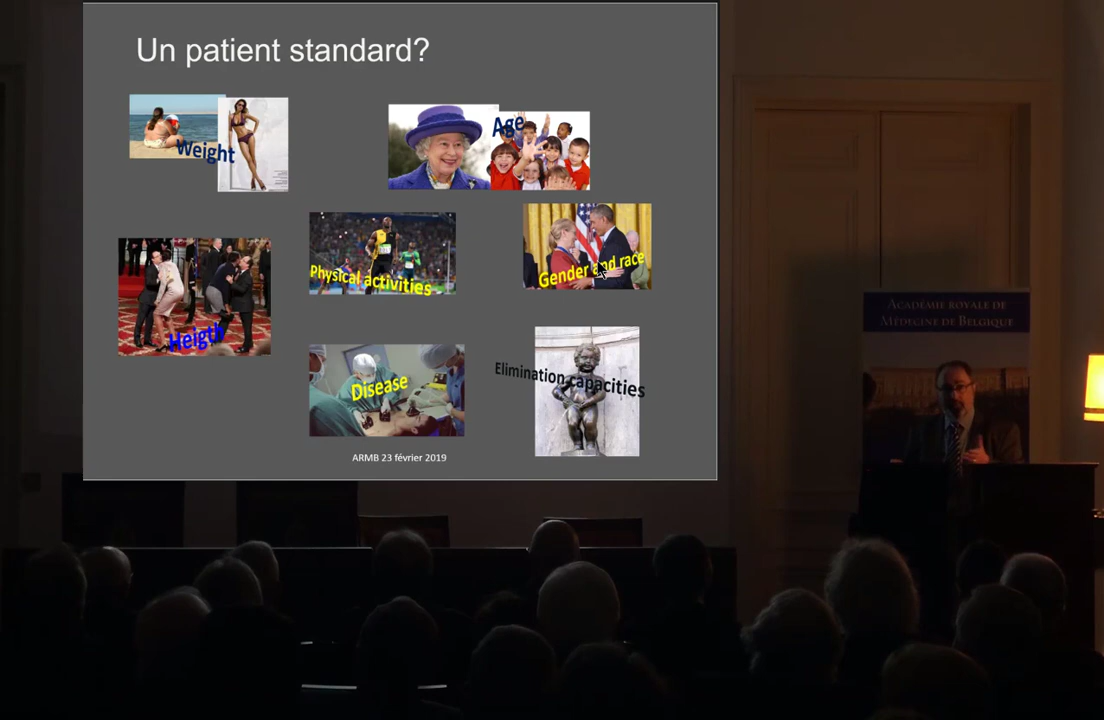 Un patient standard?
Weight
Age
Physical activities
Gender and race
Heigth
Disease
Elimination capacities
ARMB 23 février 2019
Académie royale de
Médecine de Belgique